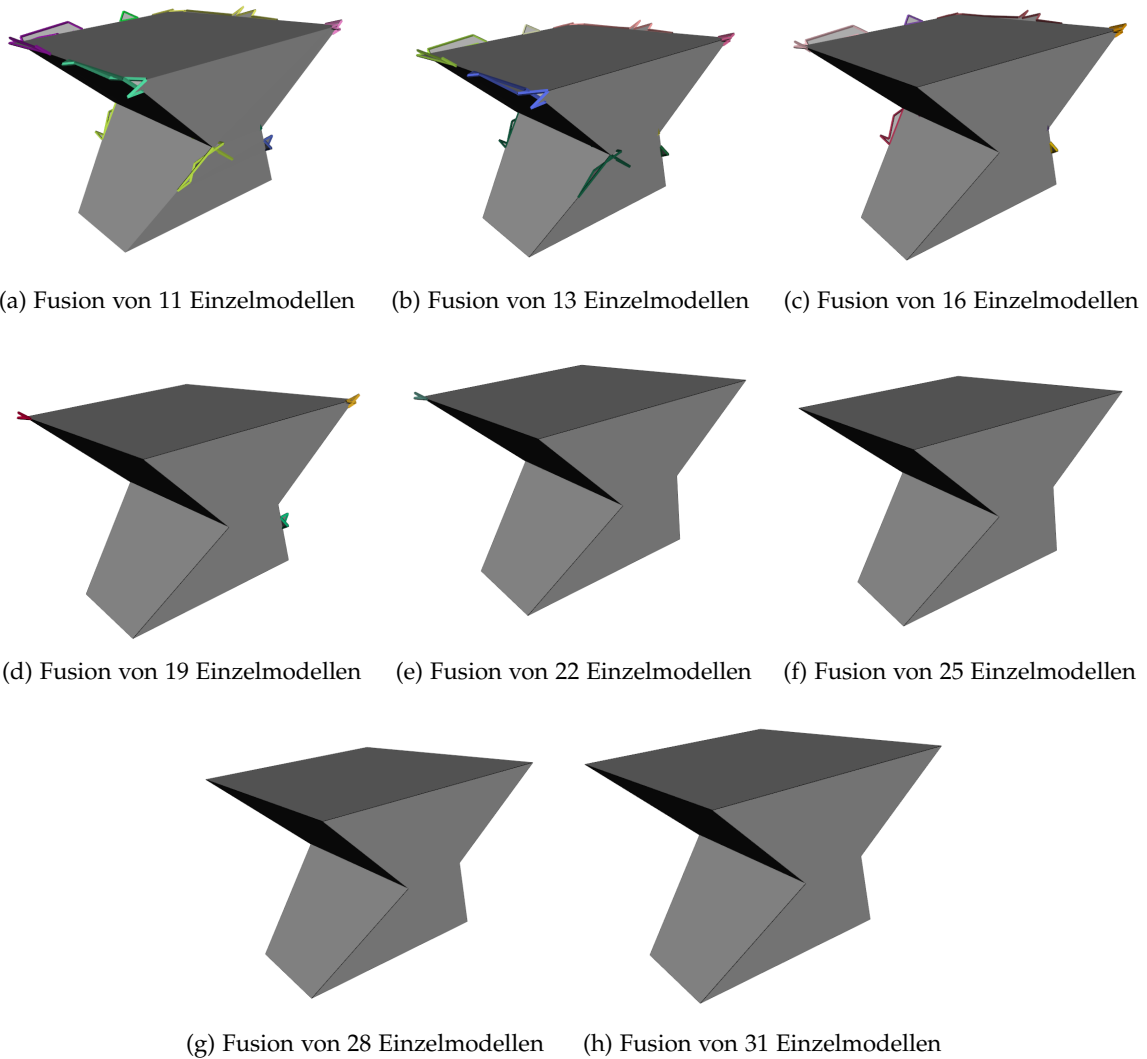 (a) Fusion von 11 Einzelmodellen
(b) Fusion von 13 Einzelmodellen
(c) Fusion von 16 Einzelmodellen
(d) Fusion von 19 Einzelmodellen
(e) Fusion von 22 Einzelmodellen
(f) Fusion von 25 Einzelmodellen
(g) Fusion von 28 Einzelmodellen
(h) Fusion von 31 Einzelmodellen